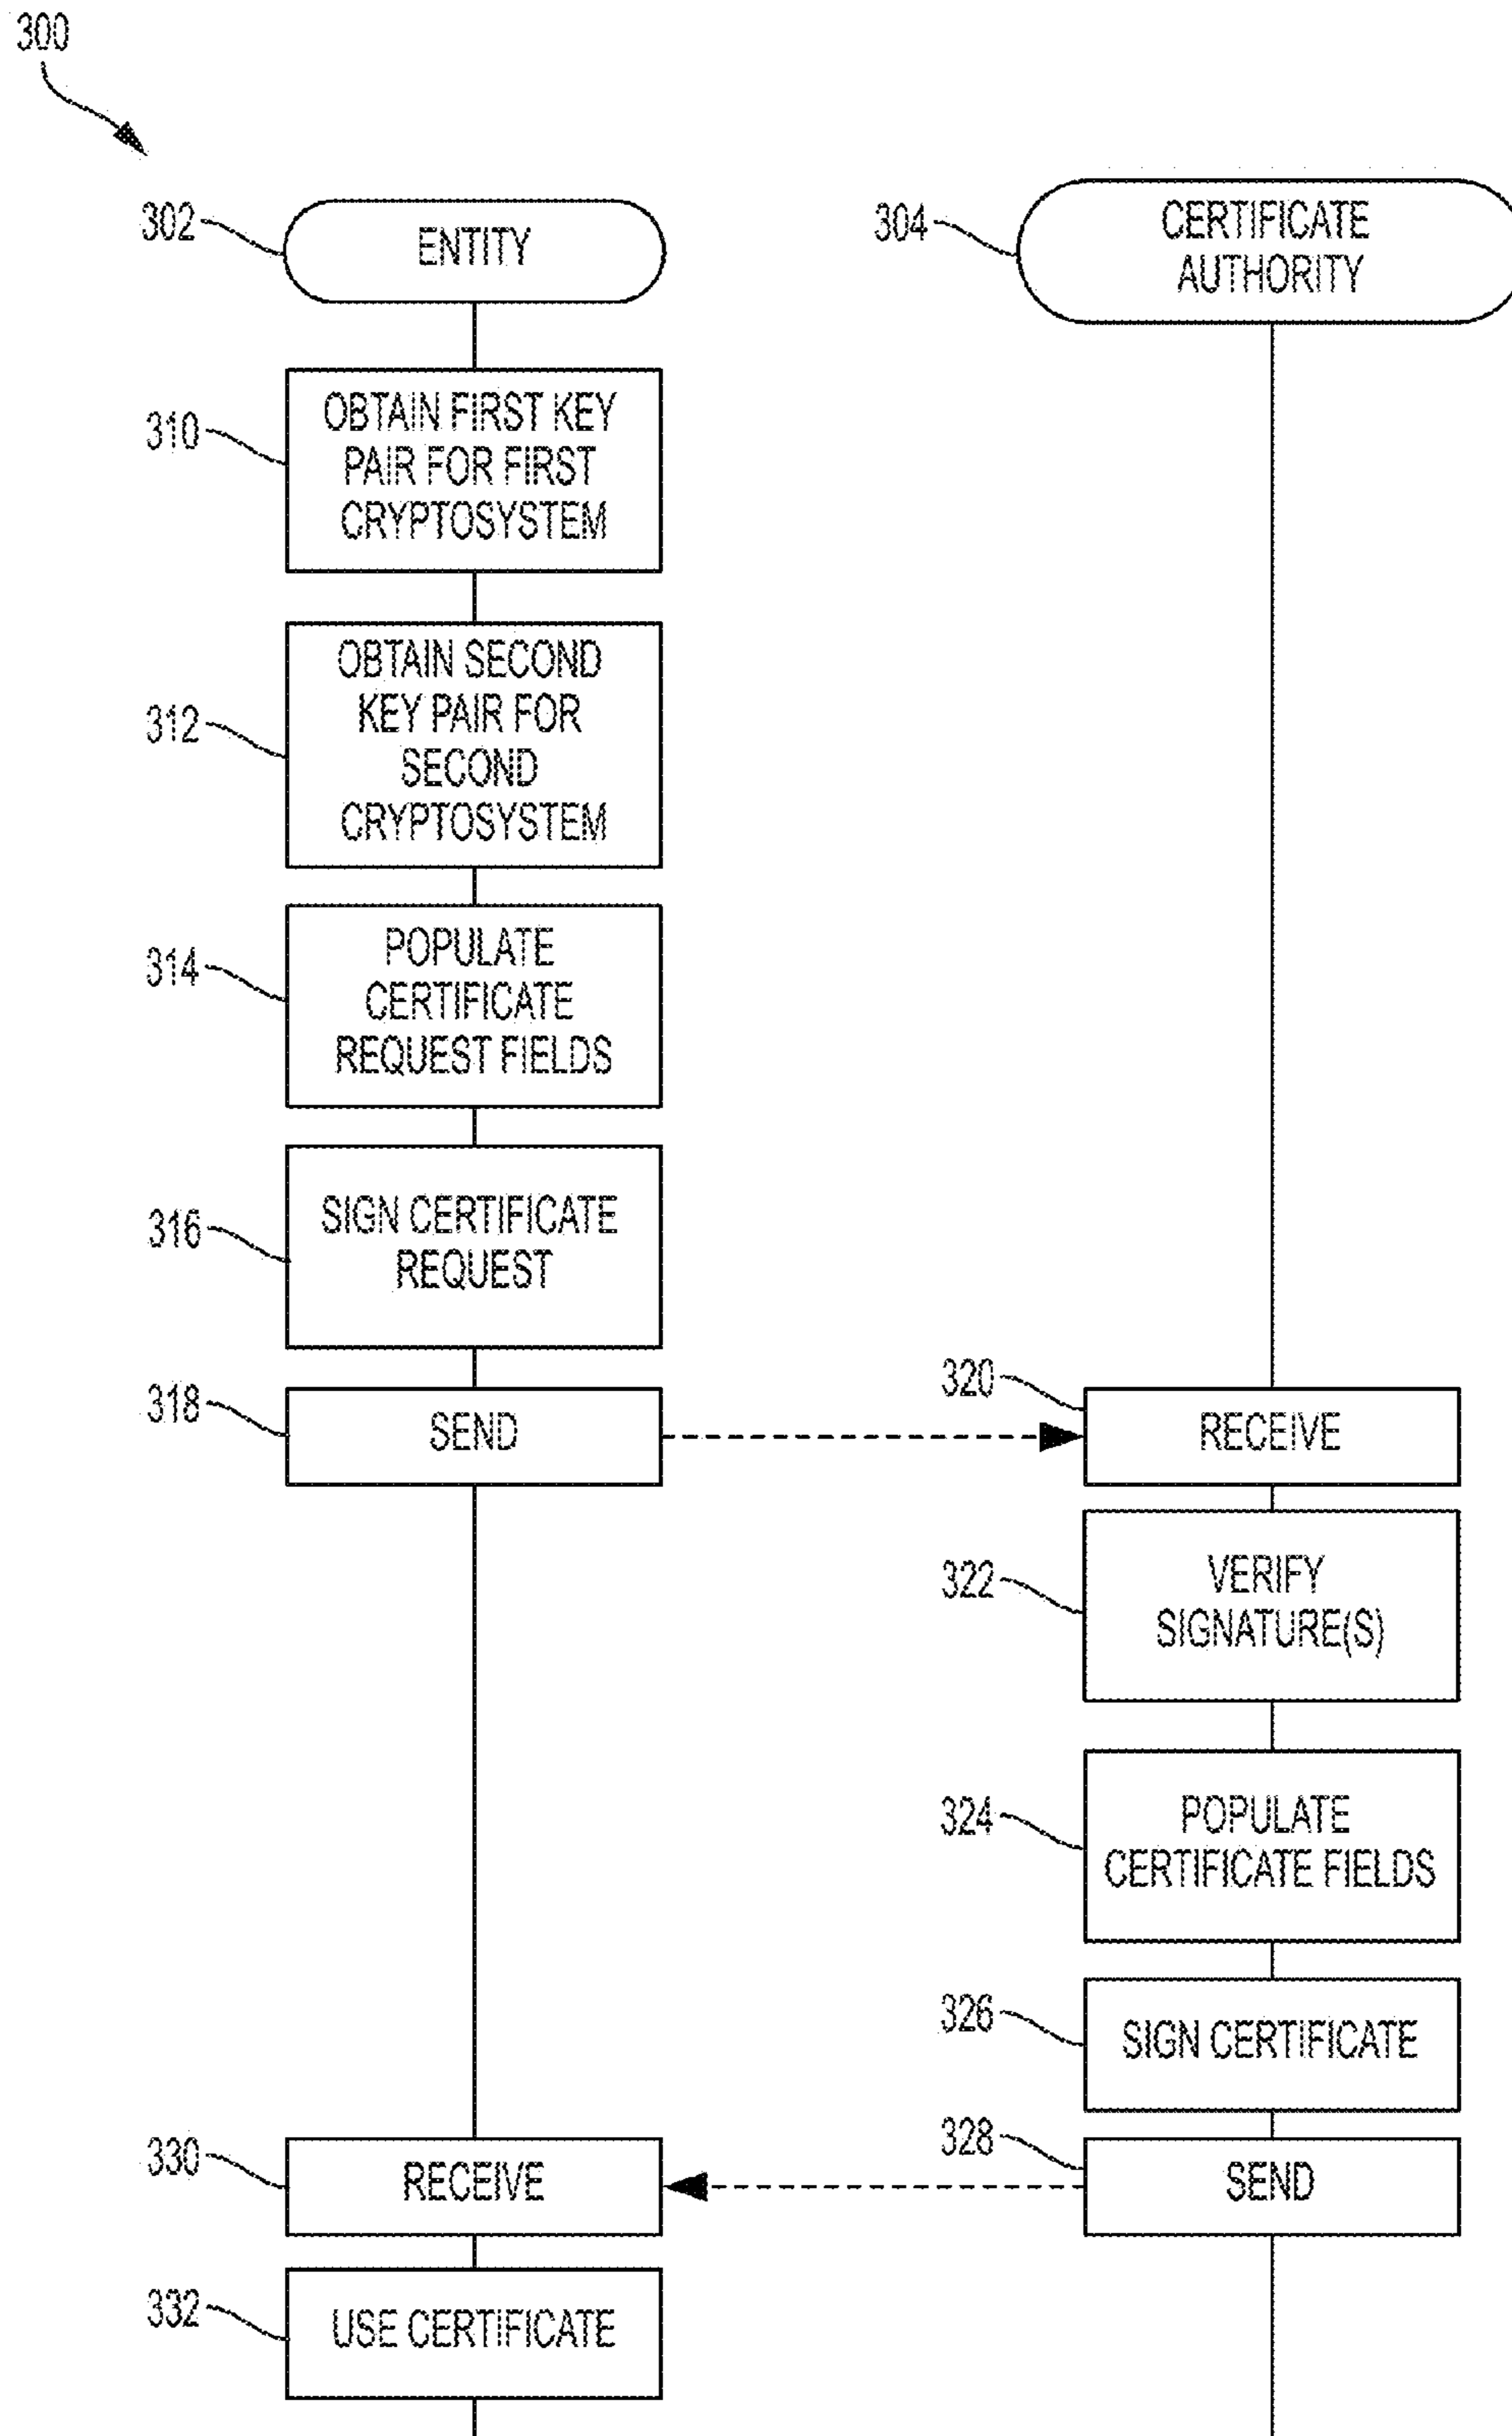 300
302
ENTITY
304
CERTIFICATE
AUTHORITY
310
OBTAIN FIRST KEY
PAIR FOR FIRST
CRYPTOSYSTEM
312
OBTAIN SECOND
KEY PAIR FOR
SECOND
CRYPTOSYSTEM
314
POPULATE
CERTIFICATE
REQUEST FIELDS
316
SIGN CERTIFICATE
REQUEST
318
SEND
320
RECEIVE
322
VERIFY
SIGNATURE(S)
324
POPULATE
CERTIFICATE FIELDS
326
SIGN CERTIFICATE
328
SEND
330
RECEIVE
332
USE CERTIFICATE